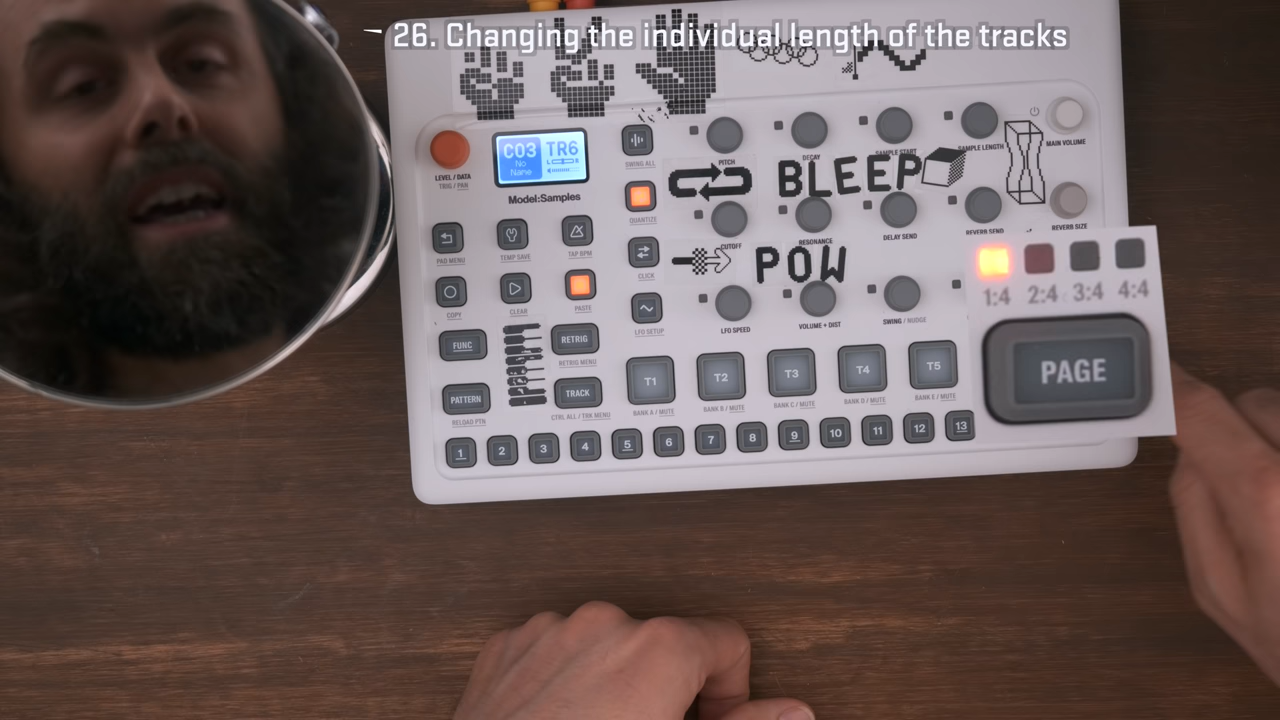 26. Changing the individual length of the tracks
C03 TR6
No
Name
Model:Samples
LEVEL / DATA
TRIG / PAN
SWING ALL
PITCH
DECAY
SAMPLE START
SAMPLE LENGTH
MAIN VOLUME
BLEEP
QUANTIZE
PAD MENU
TEMP SAVE
TAP BPM
CUTOFF
RESONANCE
DELAY SEND
REVERB SEND
REVERB SIZE
CLICK
POW
COPY
CLEAR
PASTE
LFO SETUP
LFO SPEED
VOLUME + DIST
SWING / NUDGE
1:4 2:4 3:4 4:4
PAGE
FUNC
RETRIG
RETRIG MENU
T1 T2 T3 T4 T5
PATTERN
RELOAD PTN
TRACK
CTRL ALL / TRK MENU
BANK A / MUTE
BANK B / MUTE
BANK C / MUTE
BANK D / MUTE
BANK E / MUTE
1 2 3 4 5 6 7 8 9 10 11 12 13